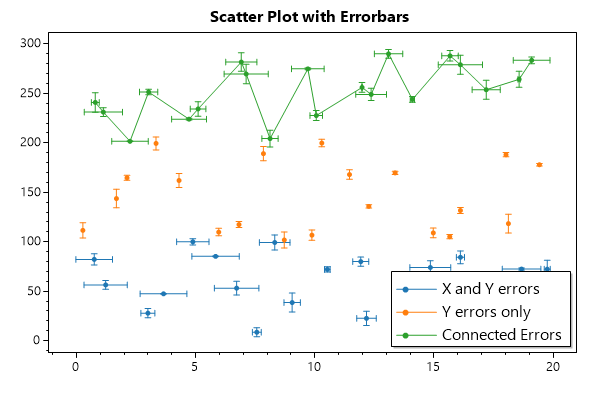 Scatter Plot with Errorbars
300
250
200
150
100
50
0
0 5 10 15 20
X and Y errors
Y errors only
Connected Errors